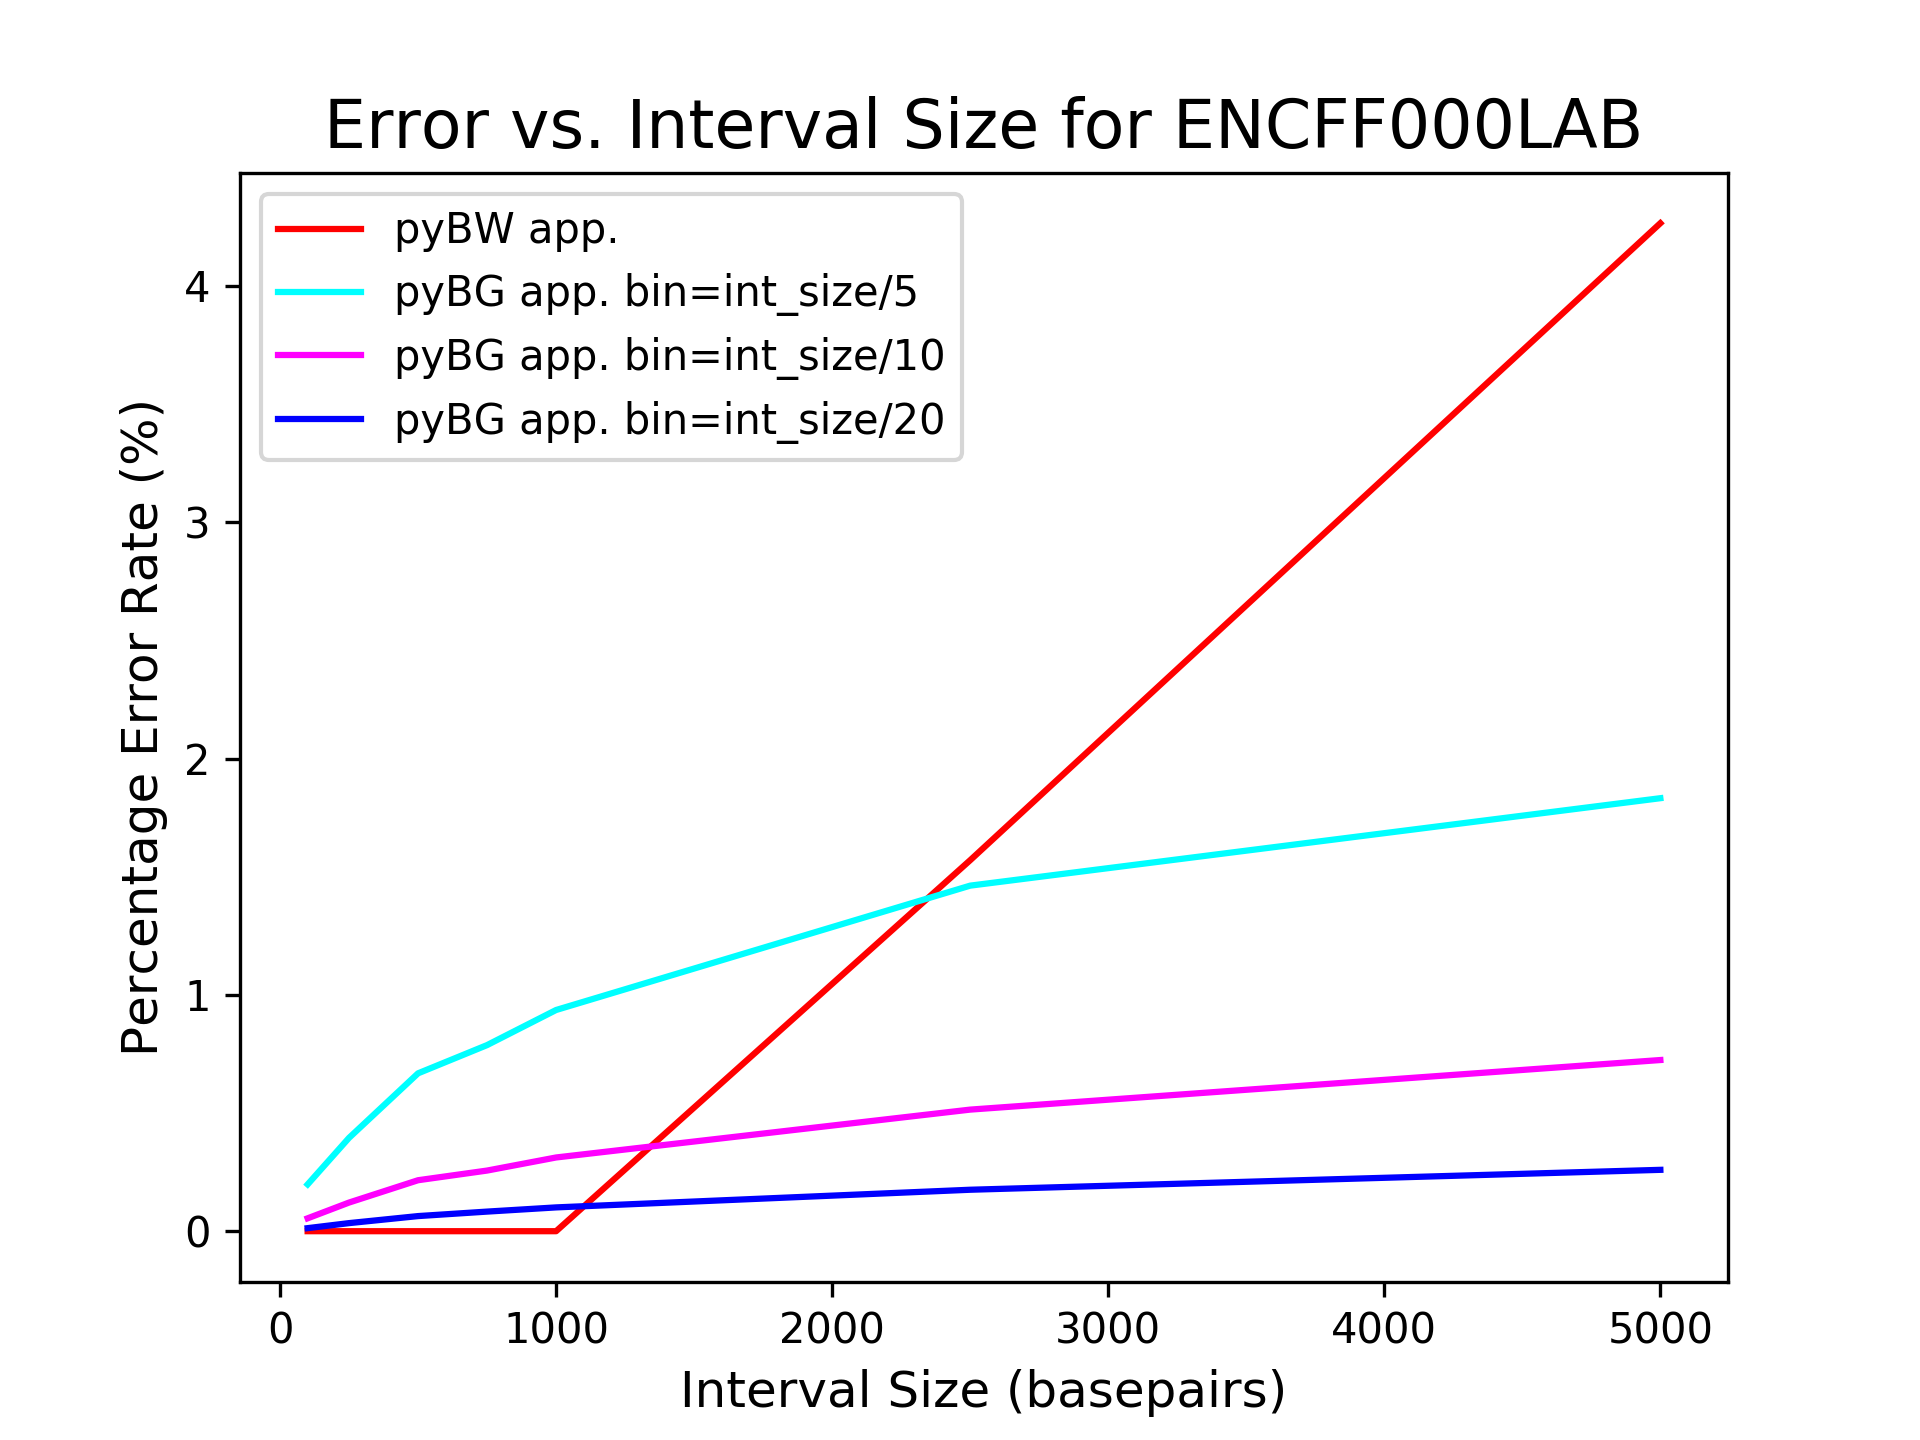 Error vs. Interval Size for ENCFF000LAB
pyBW app.
pyBG app. bin=int_size/5
pyBG app. bin=int_size/10
pyBG app. bin=int_size/20
Percentage Error Rate (%)
4
3
2
1
0
0 1000 2000 3000 4000 5000
Interval Size (basepairs)